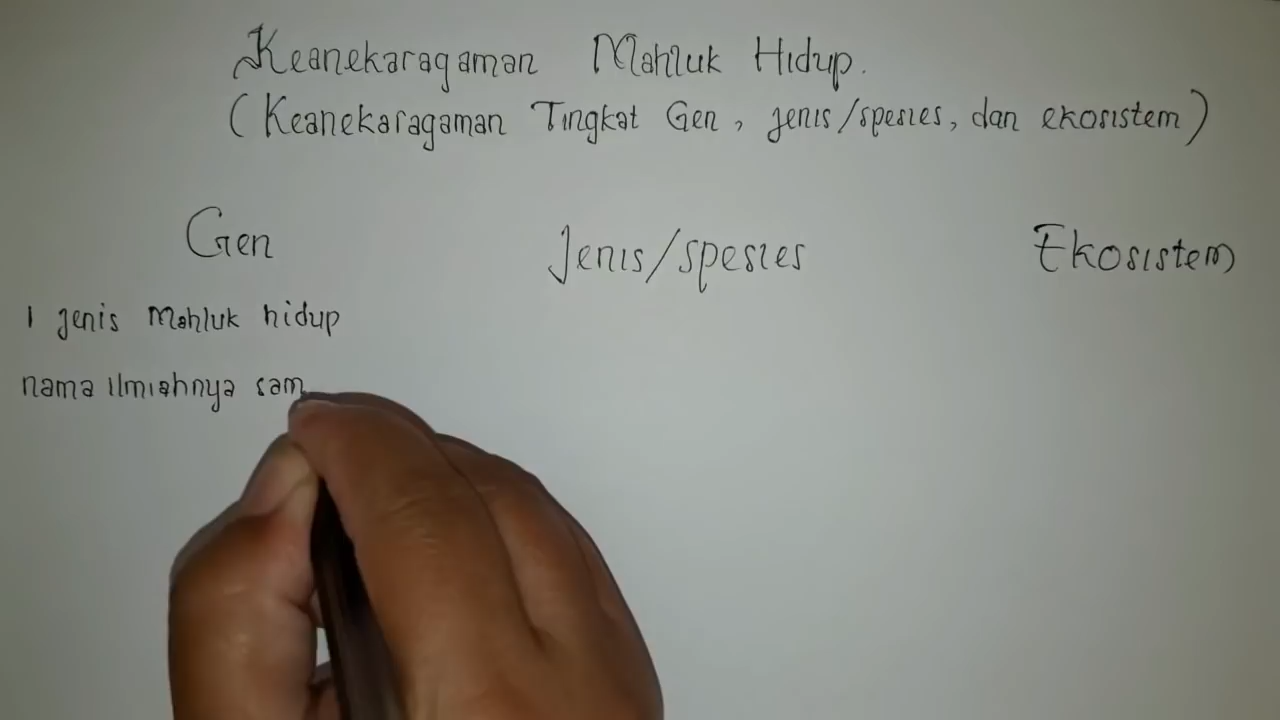 Keanekaragaman Mahluk Hidup.
(Keanekaragaman Tingkat Gen, jenis/spesies, dan ekosistem)
Gen Jenis/spesies Ekosistem
1 jenis Mahluk hidup
nama ilmiahnya sam